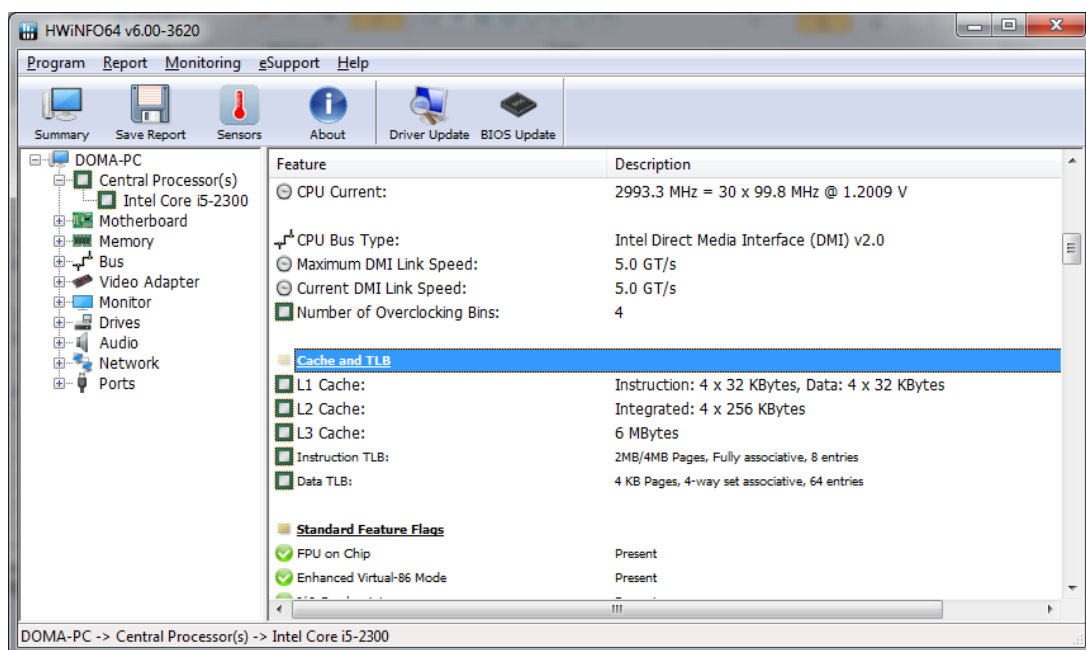 HWiNFO64 v6.00-3620
Program Report Monitoring eSupport Help
Summary Save Report Sensors About Driver Update BIOS Update
DOMA-PC
Central Processor(s)
Intel Core i5-2300
Motherboard
Memory
Bus
Video Adapter
Monitor
Drives
Audio
Network
Ports
Feature Description
CPU Current: 2993.3 MHz = 30 x 99.8 MHz @ 1.2009 V
CPU Bus Type: Intel Direct Media Interface (DMI) v2.0
Maximum DMI Link Speed: 5.0 GT/s
Current DMI Link Speed: 5.0 GT/s
Number of Overclocking Bins: 4
Cache and TLB
L1 Cache: Instruction: 4 x 32 KBytes, Data: 4 x 32 KBytes
L2 Cache: Integrated: 4 x 256 KBytes
L3 Cache: 6 MBytes
Instruction TLB: 2MB/4MB Pages, Fully associative, 8 entries
Data TLB: 4 KB Pages, 4-way set associative, 64 entries
Standard Feature Flags
FPU on Chip Present
Enhanced Virtual-86 Mode Present
DOMA-PC -> Central Processor(s) -> Intel Core i5-2300